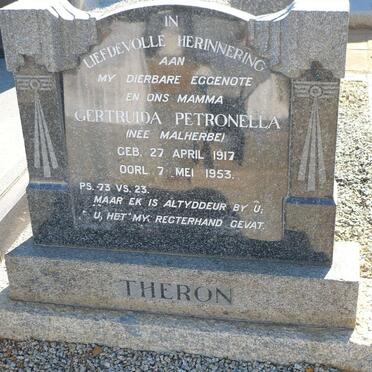 IN
LIEFDEVOLLE HERINNERING
AAN
MY DIERBARE EGGENOTE
EN ONS MAMMA
GERTRUIDA PETRONELLA
(NEE MALHERBE)
GEB. 27 APRIL 1917
OORL. 7 MEI 1953.
PS. 73 VS. 23.
MAAR EK IS ALTYDDEUR BY U;
U, HET MY REGTERHAND GEVAT.
THERON